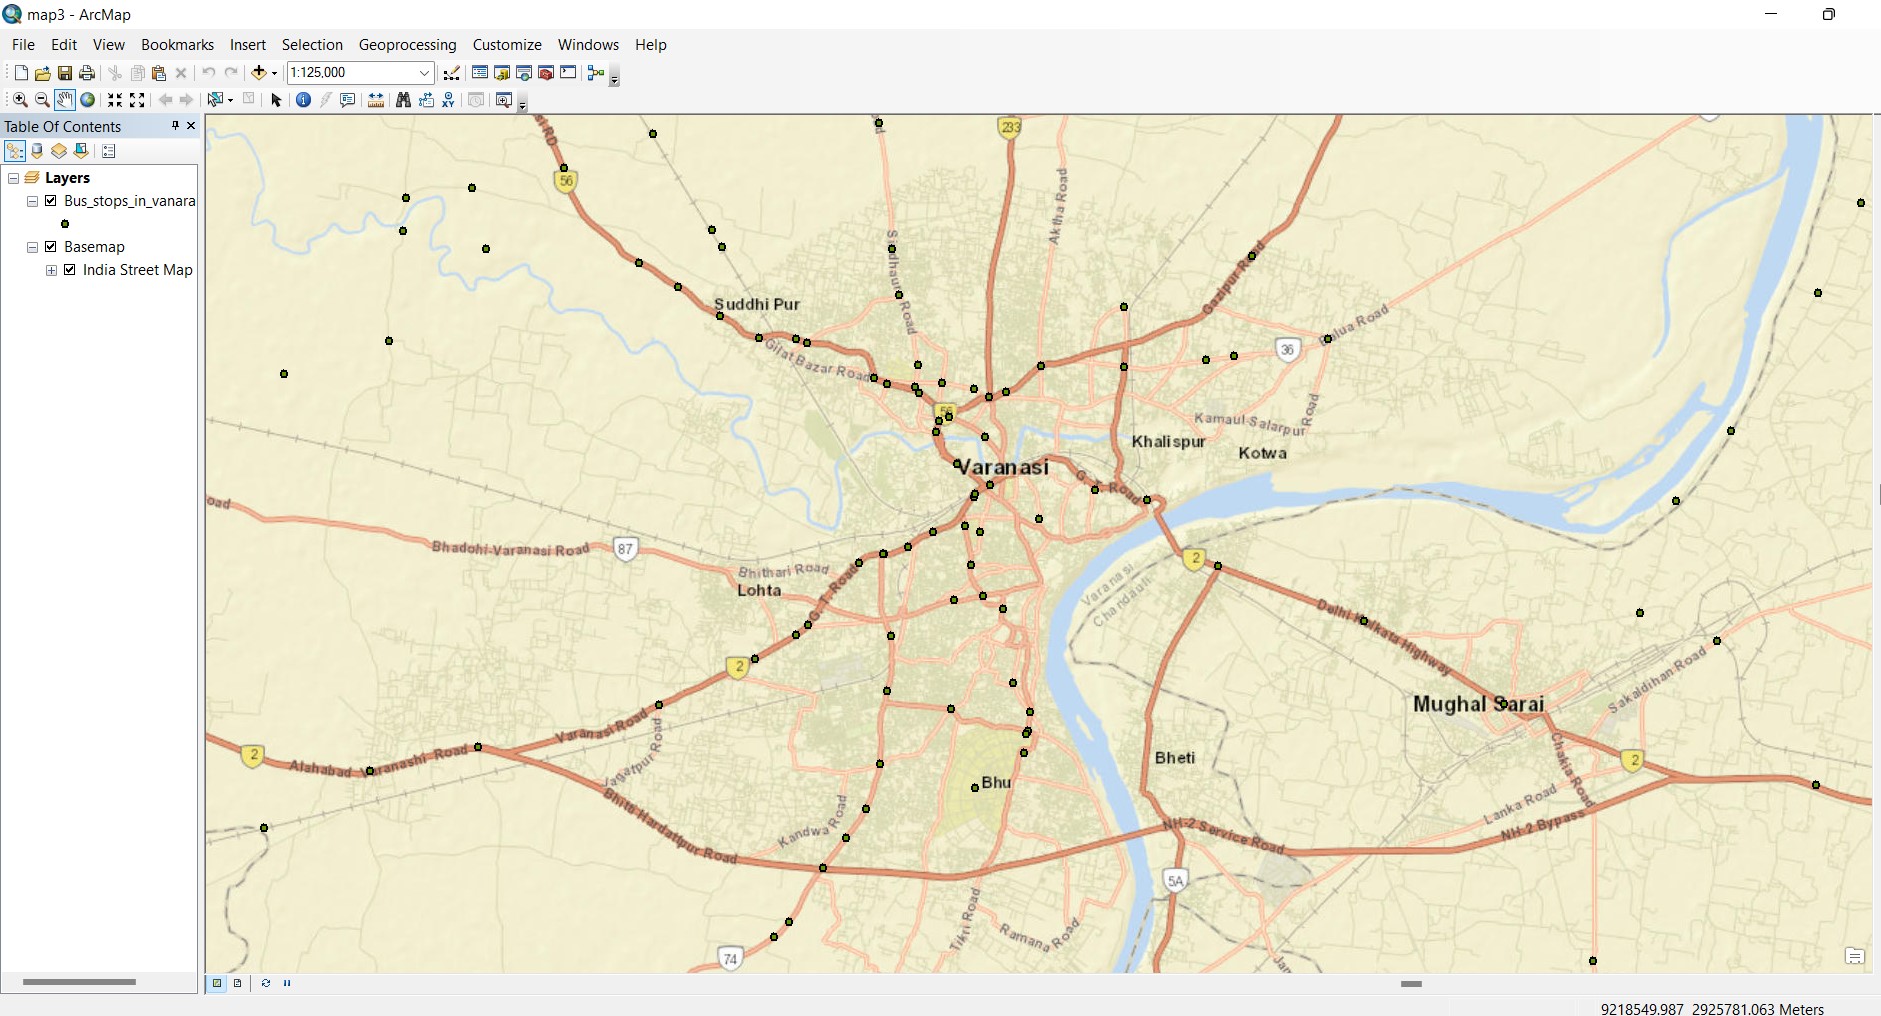 map3 - ArcMap
File Edit View Bookmarks Insert Selection Geoprocessing Customize Windows Help
1:125,000
Table Of Contents
Layers
Bus_stops_in_vanara
Basemap
India Street Map
233
56
Aktha Road
Sindhaura Road
Gazipur Road
Suddhi Pur
Balua Road
36
Gilat Bazar Road
56
Kamaul-Salarpur Road
Khalispur
Kotwa
Varanasi
G. T. Road
oad
Bhadohi-Varanasi Road
87
2
Bhithari Road
Lohta
Varanasi
Chandauli
G. T. Road
Delhi Kolkata Highway
2
Sakaldihan Road
Mughal Sarai
Varanasi Road
Jagatpur Road
2
Alahabad Varanashi Road
Bheti
Chakia Road
2
Bhu
Bhiti Hardattpur Road
Kandwa Road
Lanka Road
NH-2 Bypass
NH-2 Service Road
5A
Tikri Road
Ramana Road
74
9218549.987 2925781.063 Meters